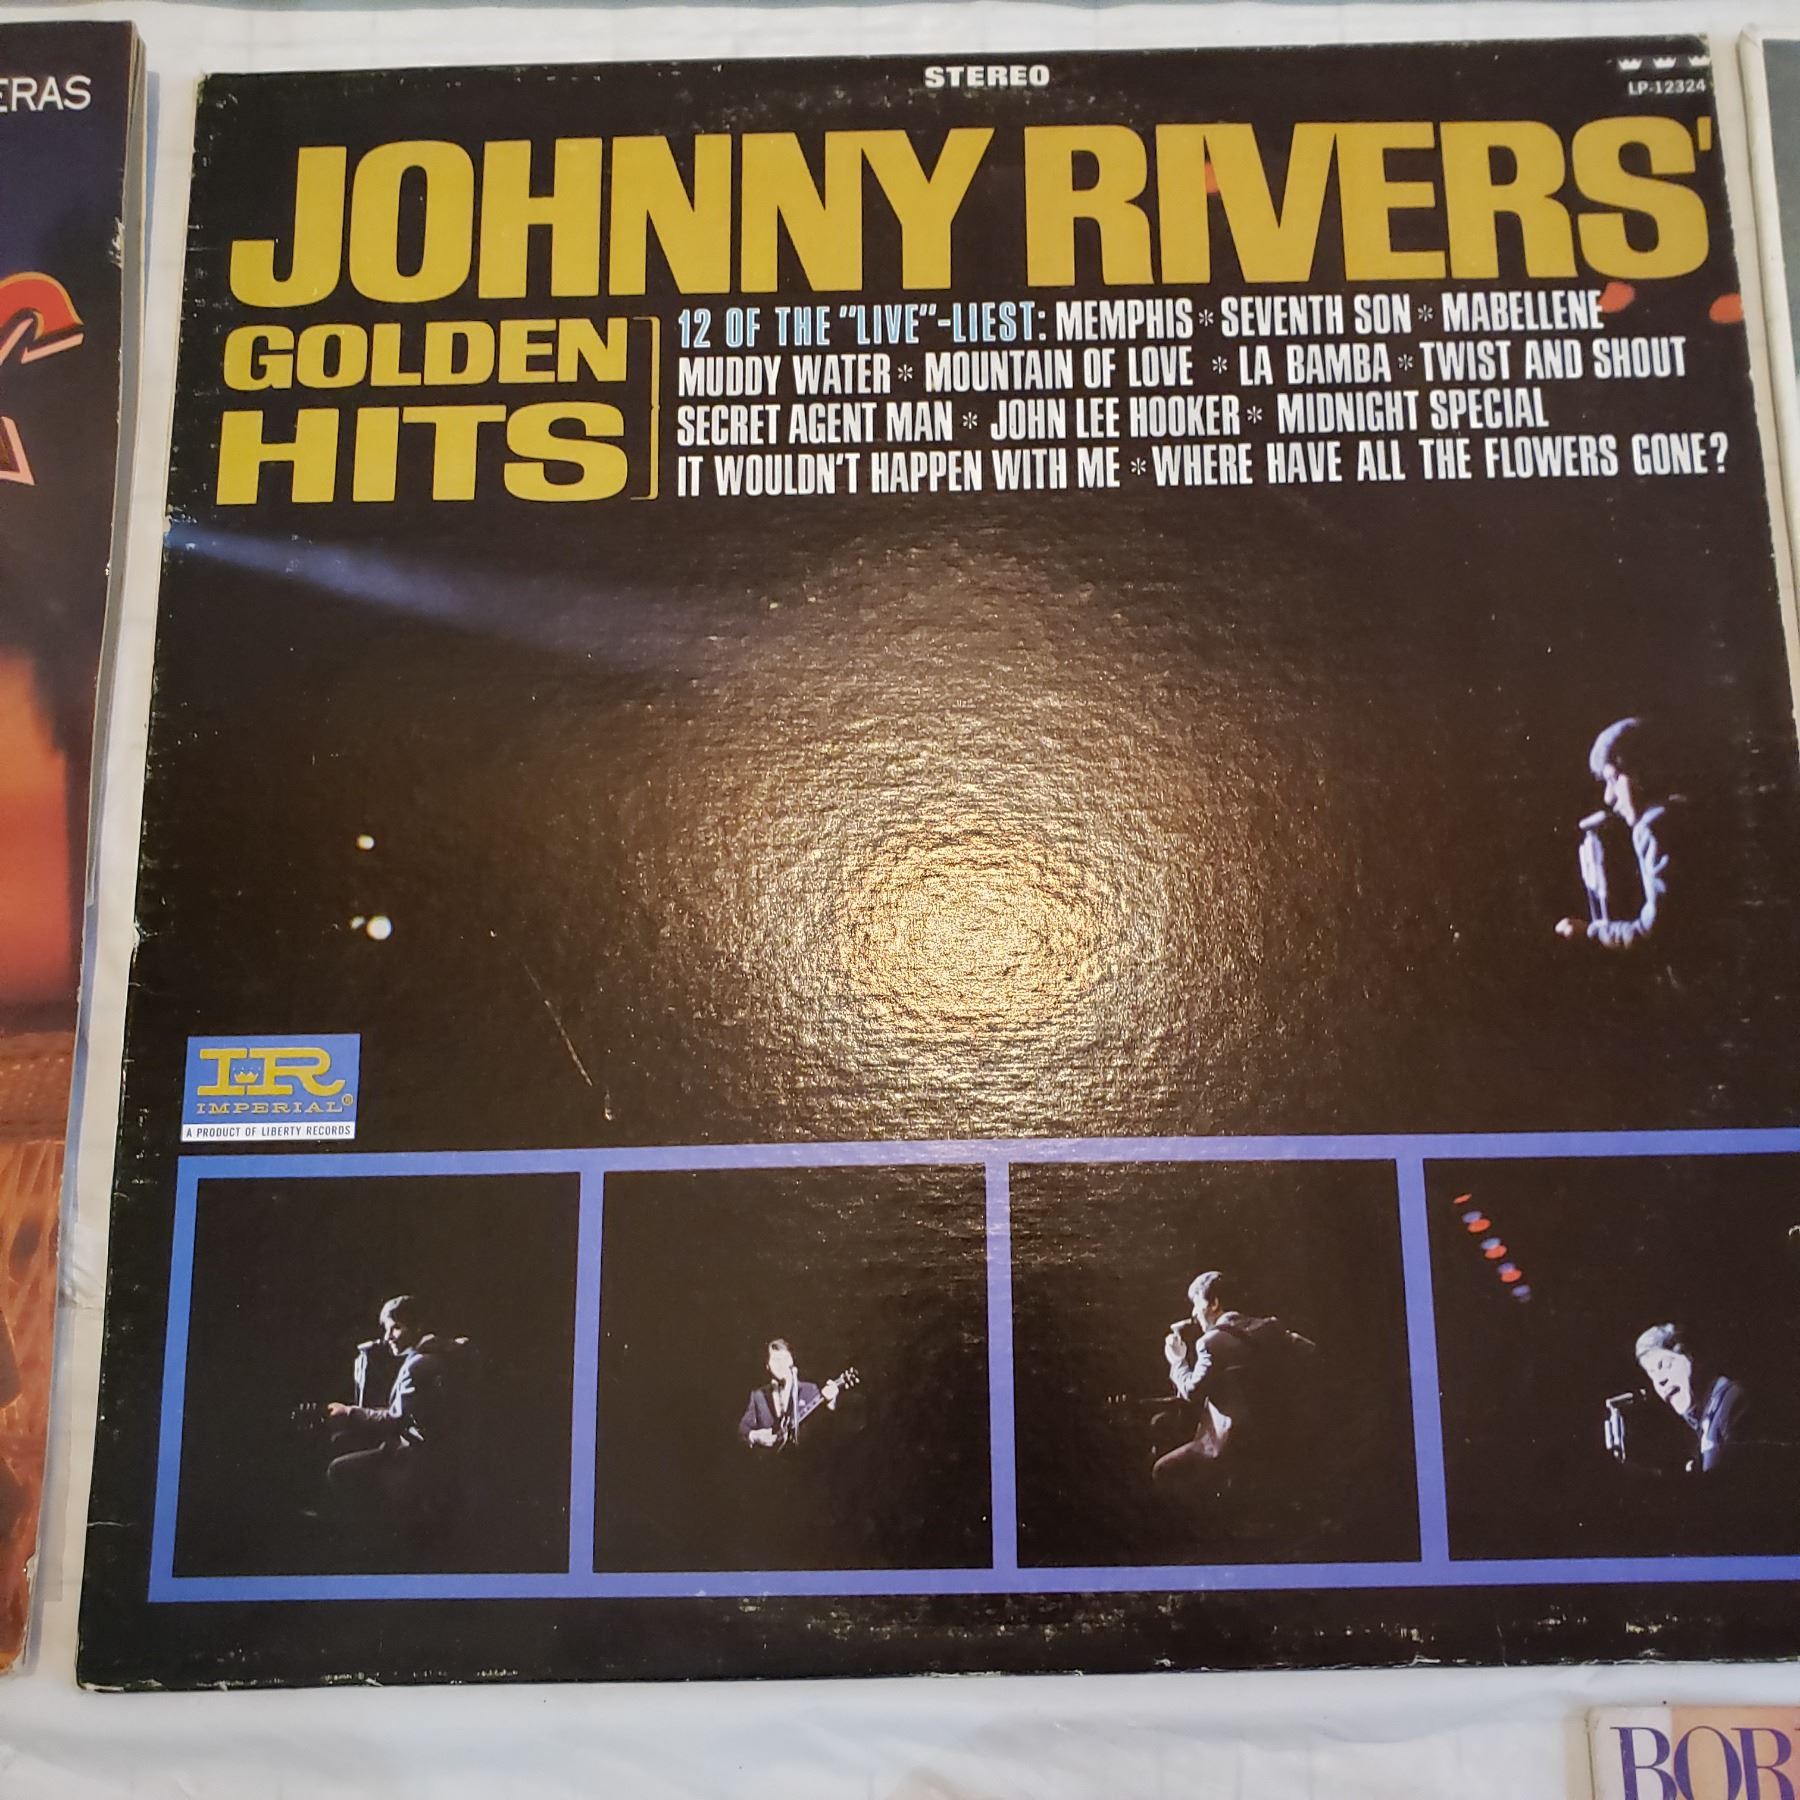 ERAS
STEREO
LP-12324
JOHNNY RIVERS'
GOLDEN
HITS
12 OF THE "LIVE"-LIEST: MEMPHIS * SEVENTH SON * MABELLENE
MUDDY WATER * MOUNTAIN OF LOVE * LA BAMBA * TWIST AND SHOUT
SECRET AGENT MAN * JOHN LEE HOOKER * MIDNIGHT SPECIAL
IT WOULDN'T HAPPEN WITH ME * WHERE HAVE ALL THE FLOWERS GONE?
IR
IMPERIAL®
A PRODUCT OF LIBERTY RECORDS
BOB